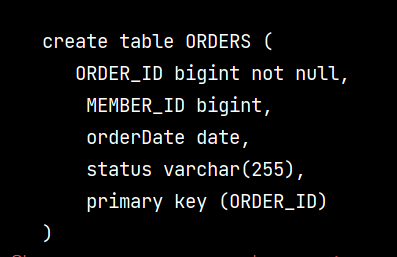 create table ORDERS (
ORDER_ID bigint not null,
MEMBER_ID bigint,
orderDate date,
status varchar(255),
primary key (ORDER_ID)
)